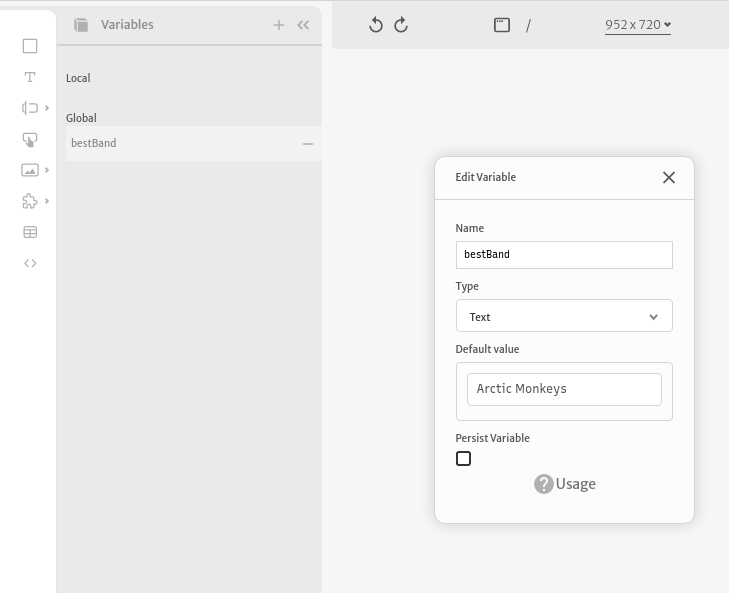 Variables
952 x 720
/
T
Local
Global
bestBand
Edit Variable
Name
bestBand
Type
Text
Default value
Arctic Monkeys
Persist Variable
? Usage